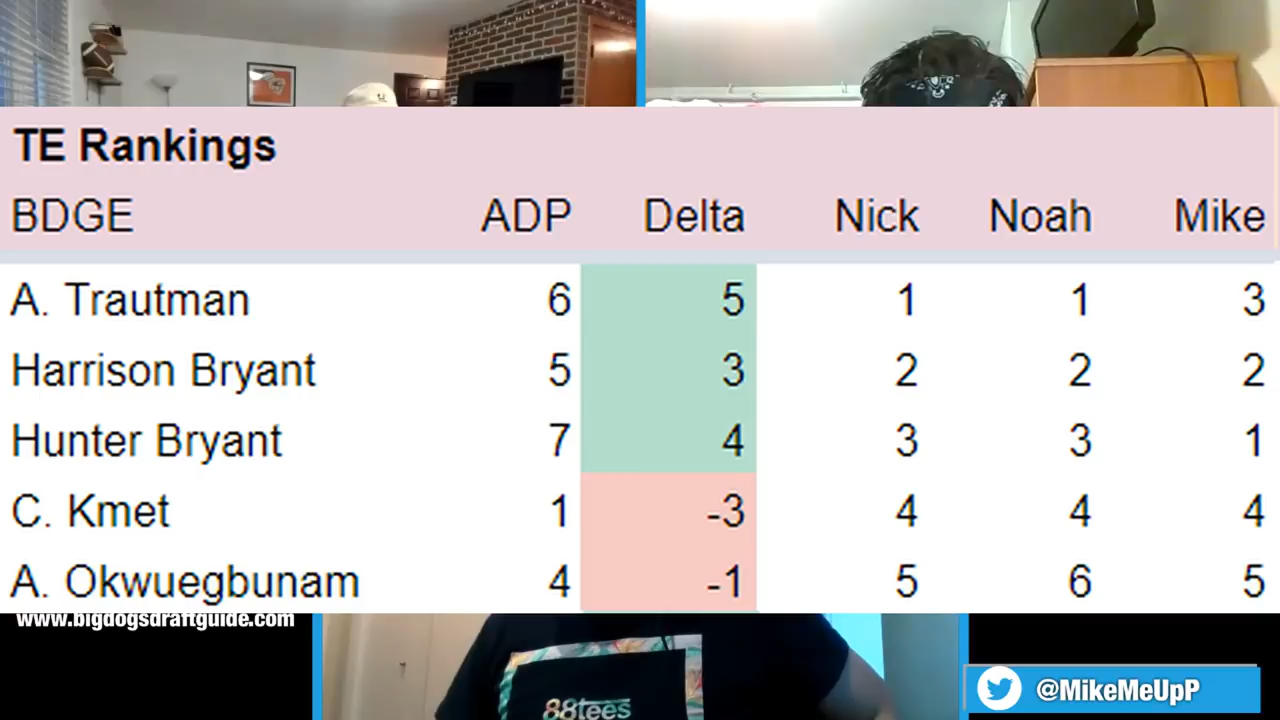 TE Rankings
BDGE ADP Delta Nick Noah Mike
A. Trautman 6 5 1 1 3
Harrison Bryant 5 3 2 2 2
Hunter Bryant 7 4 3 3 1
C. Kmet 1 -3 4 4 4
A. Okwuegbunam 4 -1 5 6 5
www.bigdogsdraftguide.com
88tees
@MikeMeUpP